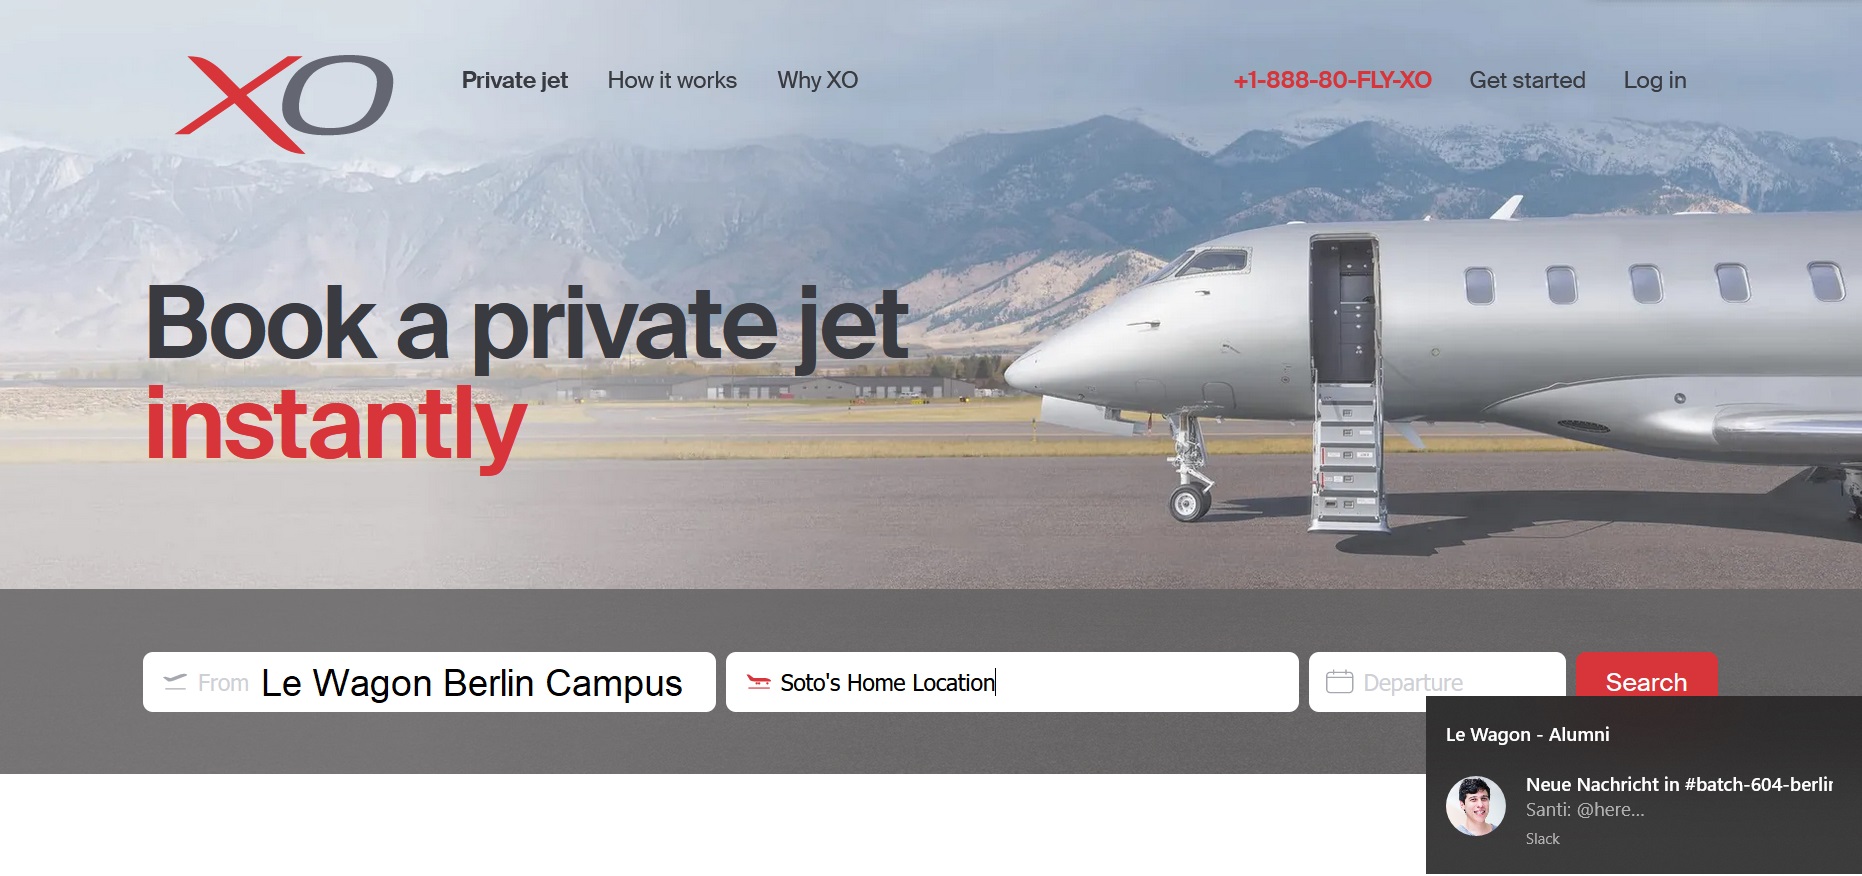 XO
Private jet
How it works
Why XO
+1-888-80-FLY-XO
Get started
Log in
Book a private jet
instantly
From
Le Wagon Berlin Campus
Soto's Home Location
Departure
Search
Le Wagon - Alumni
Neue Nachricht in #batch-604-berlin
Santi: @here...
Slack